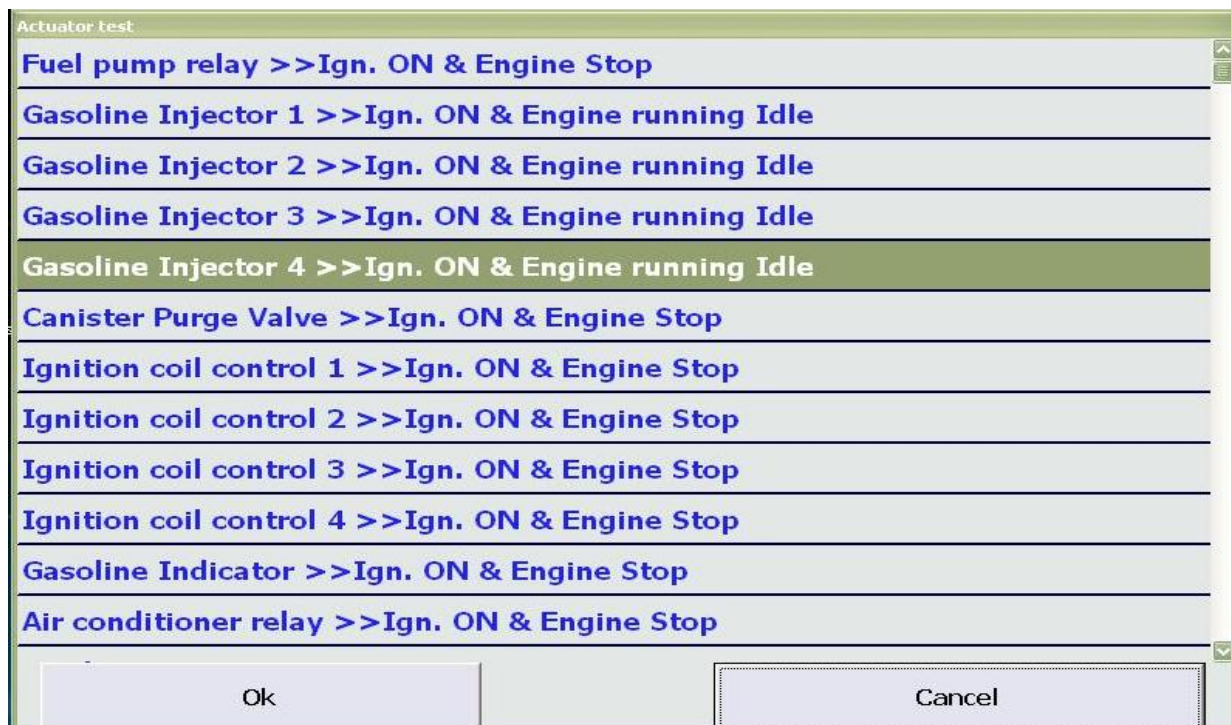 Actuator test
Fuel pump relay >>Ign. ON & Engine Stop
Gasoline Injector 1 >>Ign. ON & Engine running Idle
Gasoline Injector 2 >>Ign. ON & Engine running Idle
Gasoline Injector 3 >>Ign. ON & Engine running Idle
Gasoline Injector 4 >>Ign. ON & Engine running Idle
Canister Purge Valve >>Ign. ON & Engine Stop
Ignition coil control 1 >>Ign. ON & Engine Stop
Ignition coil control 2 >>Ign. ON & Engine Stop
Ignition coil control 3 >>Ign. ON & Engine Stop
Ignition coil control 4 >>Ign. ON & Engine Stop
Gasoline Indicator >>Ign. ON & Engine Stop
Air conditioner relay >>Ign. ON & Engine Stop
Ok
Cancel